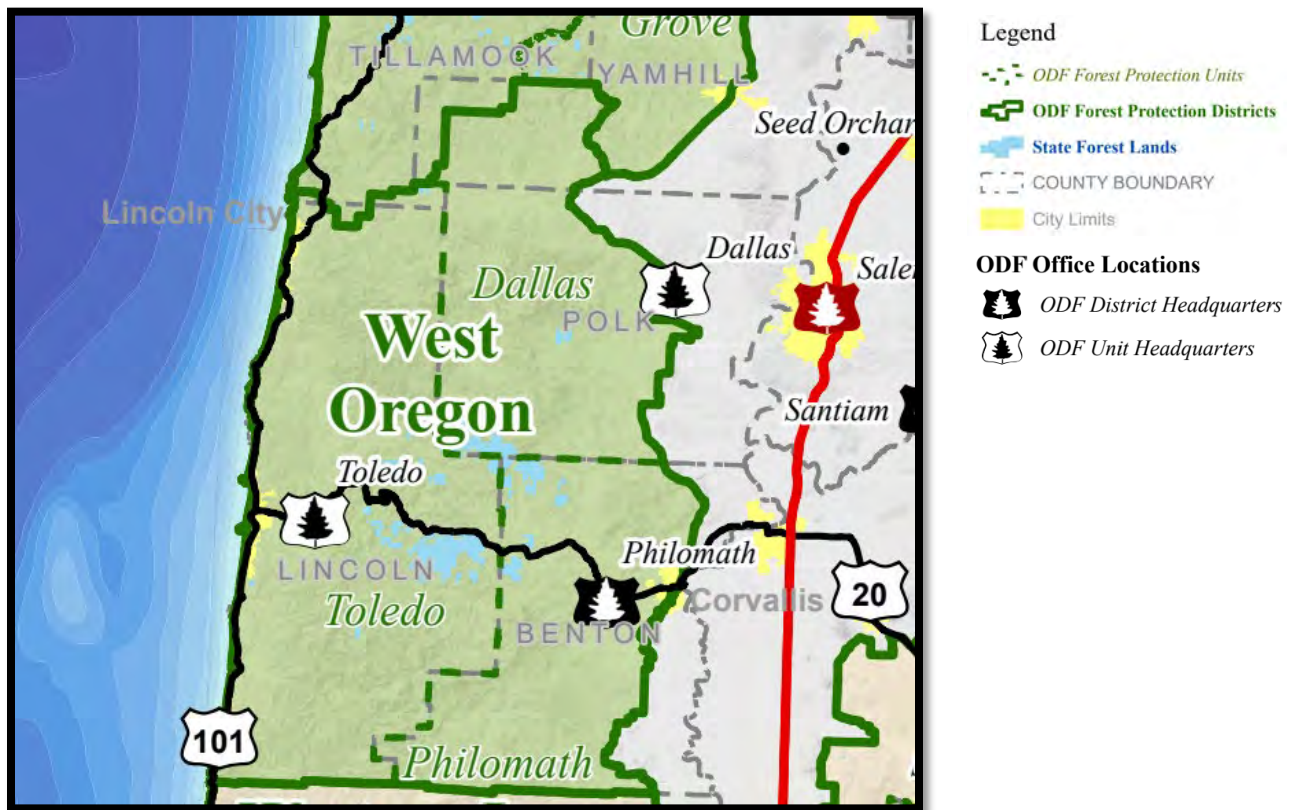 Grove
TILLAMOOK
YAMHILL
Seed Orchar
Lincoln City
Dallas
Salem
Dallas
POLK
West
Oregon
Santiam
Toledo
Philomath
LINCOLN
Toledo
Corvallis
20
BENTON
101
Philomath
Legend
ODF Forest Protection Units
ODF Forest Protection Districts
State Forest Lands
COUNTY BOUNDARY
City Limits
ODF Office Locations
ODF District Headquarters
ODF Unit Headquarters